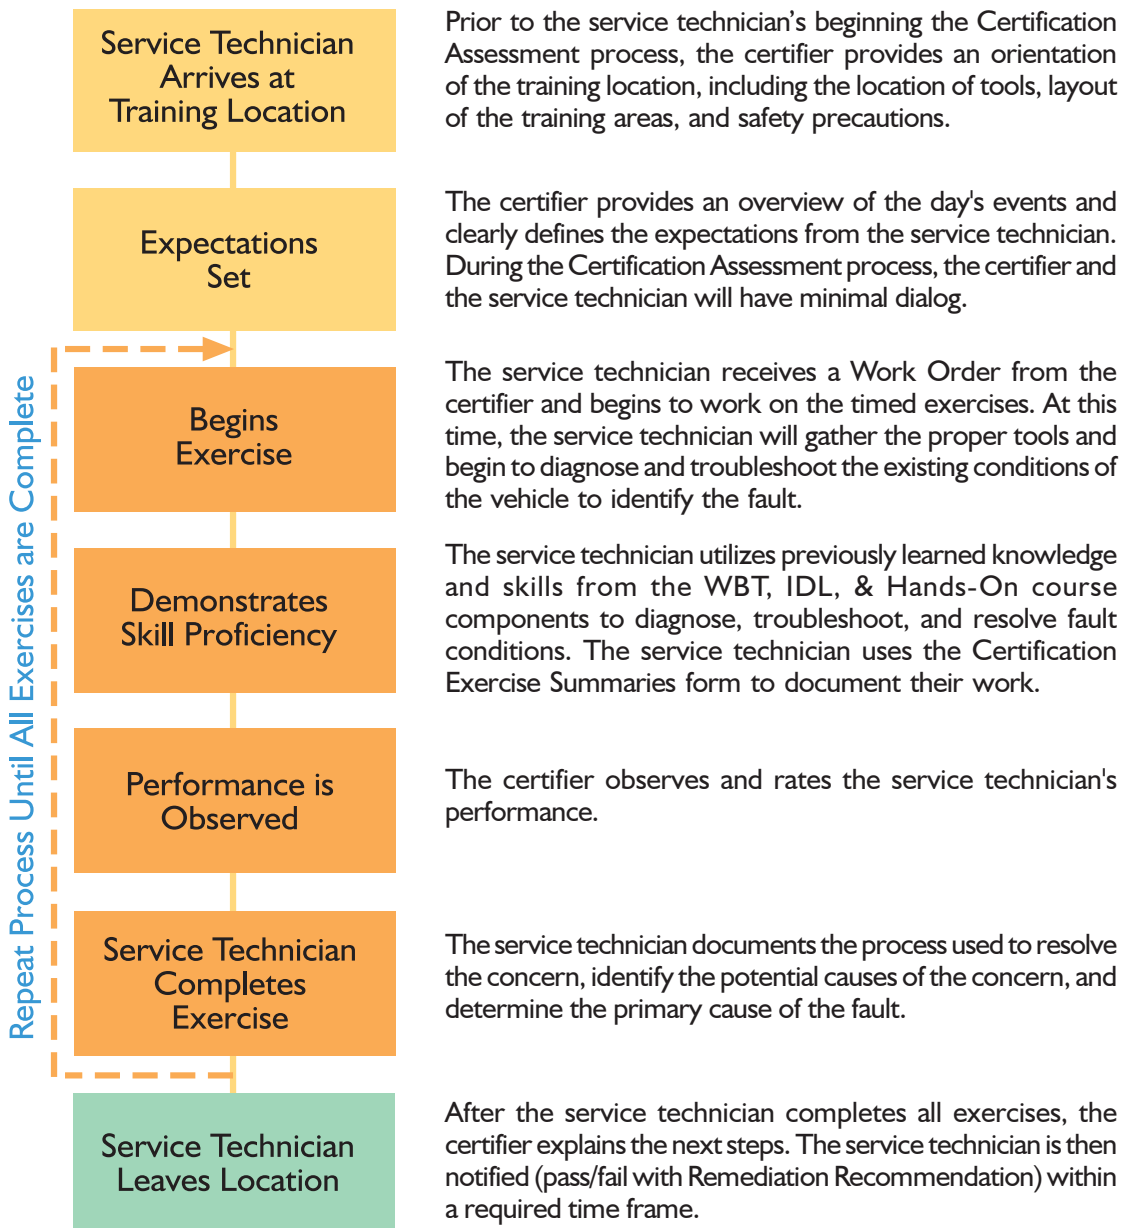 Service Technician
Arrives at
Training Location
Prior to the service technician’s beginning the Certification
Assessment process, the certifier provides an orientation
of the training location, including the location of tools, layout
of the training areas, and safety precautions.
Expectations
Set
The certifier provides an overview of the day's events and
clearly defines the expectations from the service technician.
During the Certification Assessment process, the certifier and
the service technician will have minimal dialog.
Repeat Process Until All Exercises are Complete
Begins
Exercise
The service technician receives a Work Order from the
certifier and begins to work on the timed exercises. At this
time, the service technician will gather the proper tools and
begin to diagnose and troubleshoot the existing conditions of
the vehicle to identify the fault.
Demonstrates
Skill Proficiency
The service technician utilizes previously learned knowledge
and skills from the WBT, IDL, & Hands-On course
components to diagnose, troubleshoot, and resolve fault
conditions. The service technician uses the Certification
Exercise Summaries form to document their work.
Performance is
Observed
The certifier observes and rates the service technician's
performance.
Service Technician
Completes
Exercise
The service technician documents the process used to resolve
the concern, identify the potential causes of the concern, and
determine the primary cause of the fault.
Service Technician
Leaves Location
After the service technician completes all exercises, the
certifier explains the next steps. The service technician is then
notified (pass/fail with Remediation Recommendation) within
a required time frame.